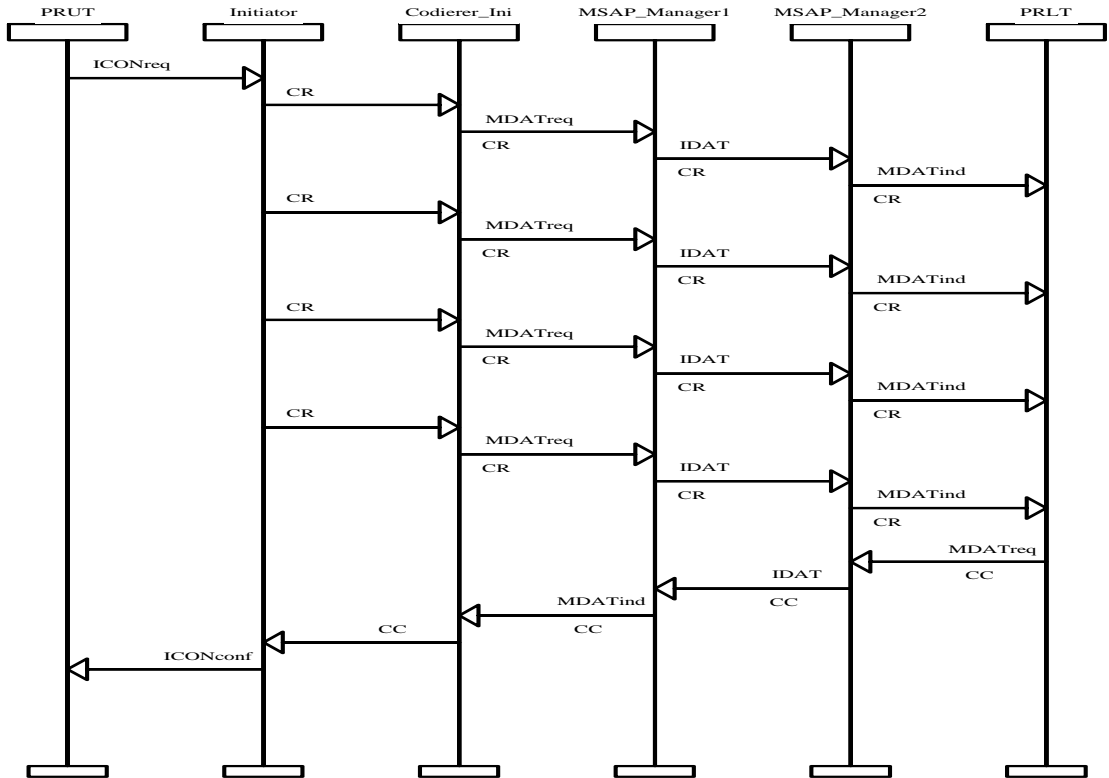 PRUT Initiator Codierer_Ini MSAP_Manager1 MSAP_Manager2 PRLT
ICONreq
CR
MDATreq
CR
IDAT
CR
MDATind
CR
CR
MDATreq
CR
IDAT
CR
MDATind
CR
CR
MDATreq
CR
IDAT
CR
MDATind
CR
CR
MDATreq
CR
IDAT
CR
MDATind
CR
MDATreq
CC
IDAT
CC
MDATind
CC
CC
ICONconf